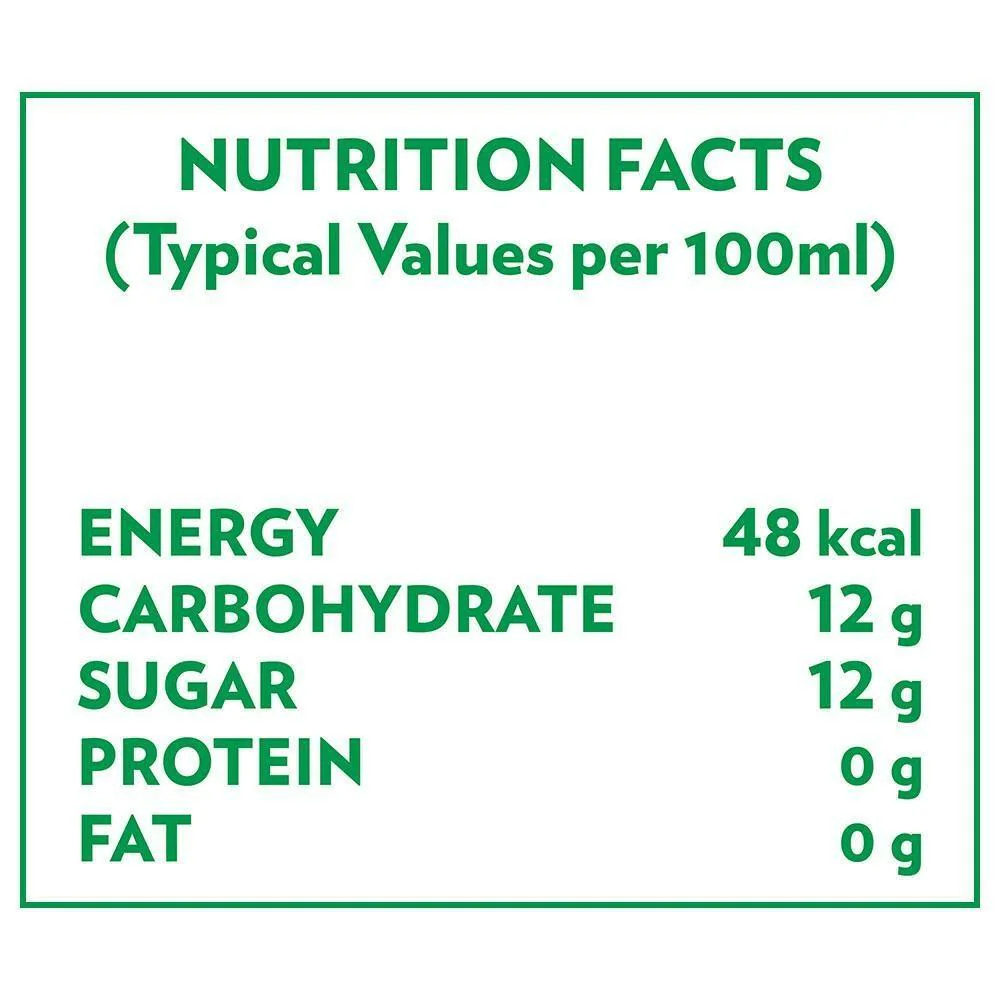 NUTRITION FACTS
(Typical Values per 100ml)
ENERGY 48 kcal
CARBOHYDRATE 12 g
SUGAR 12 g
PROTEIN 0 g
FAT 0 g